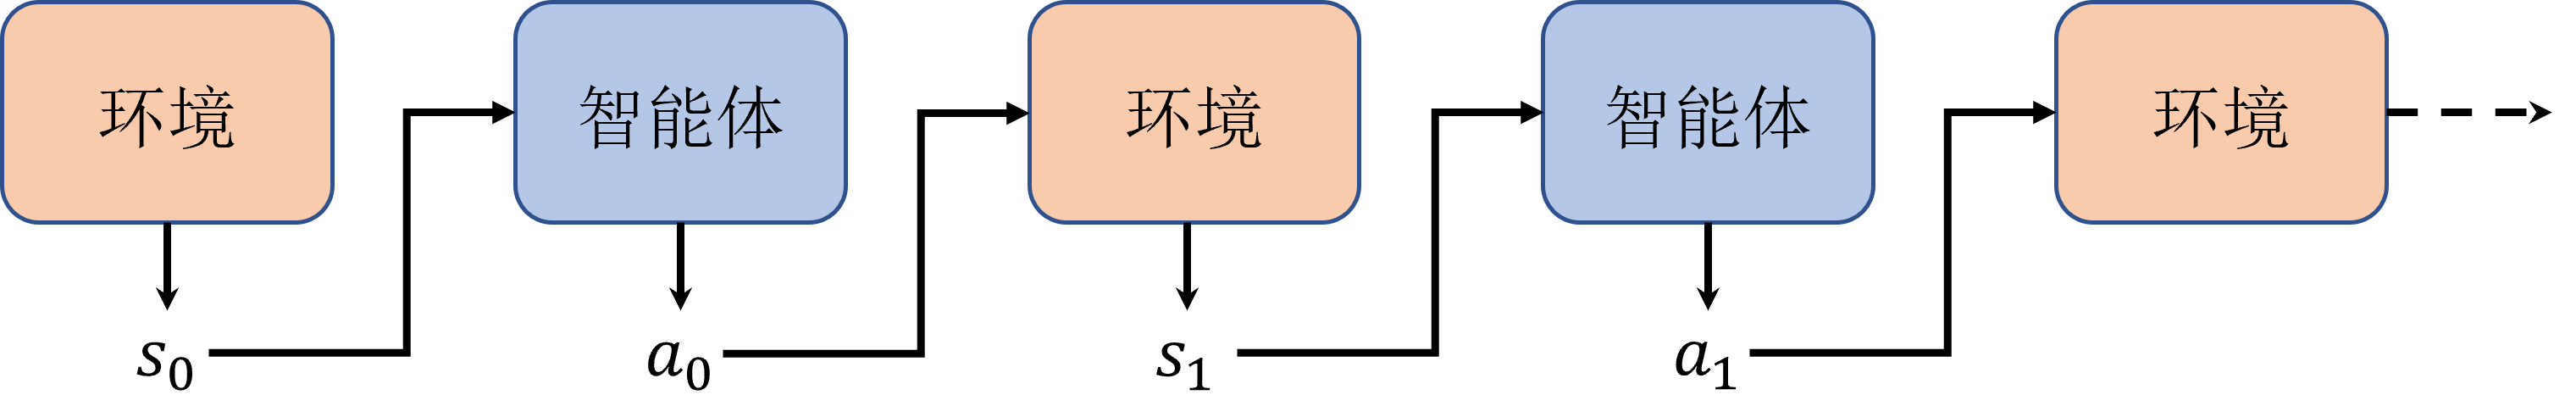 环境 智能体 环境 智能体 环境
s₀ a₀ s₁ a₁